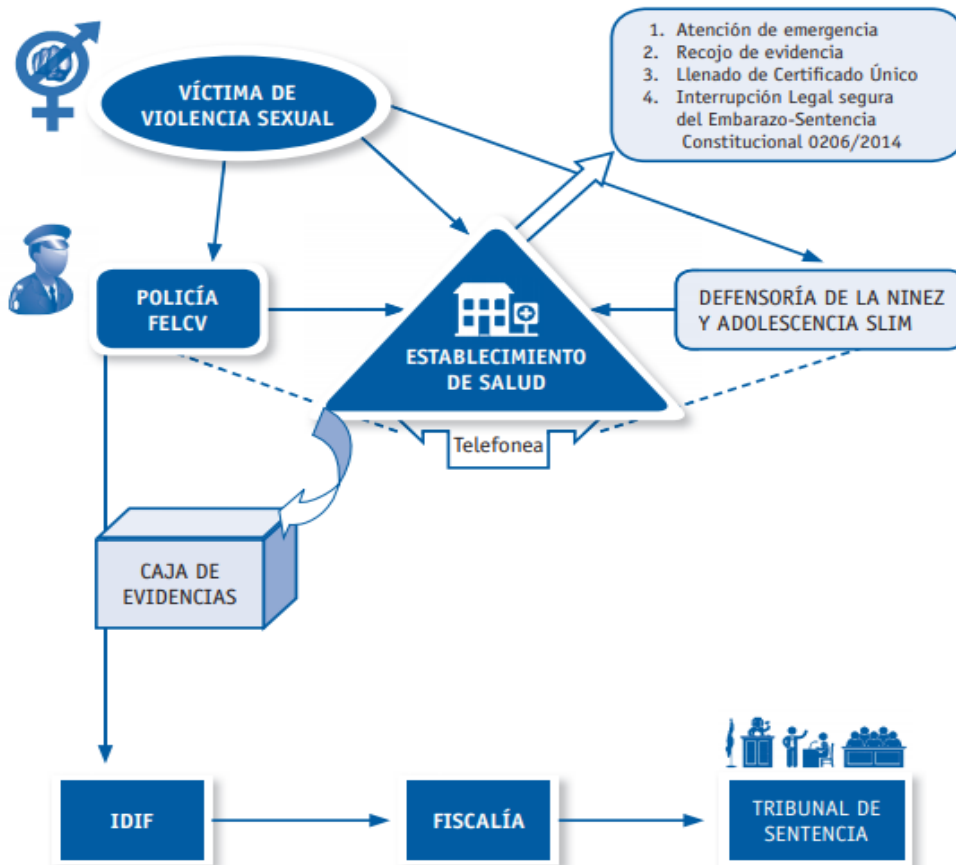 VÍCTIMA DE
VIOLENCIA SEXUAL
1. Atención de emergencia
2. Recojo de evidencia
3. Llenado de Certificado Único
4. Interrupción Legal segura
del Embarazo-Sentencia
Constitucional 0206/2014
POLICÍA
FELCV
ESTABLECIMIENTO
DE SALUD
DEFENSORÍA DE LA NINEZ
Y ADOLESCENCIA SLIM
Telefonea
CAJA DE
EVIDENCIAS
IDIF
FISCALÍA
TRIBUNAL DE
SENTENCIA